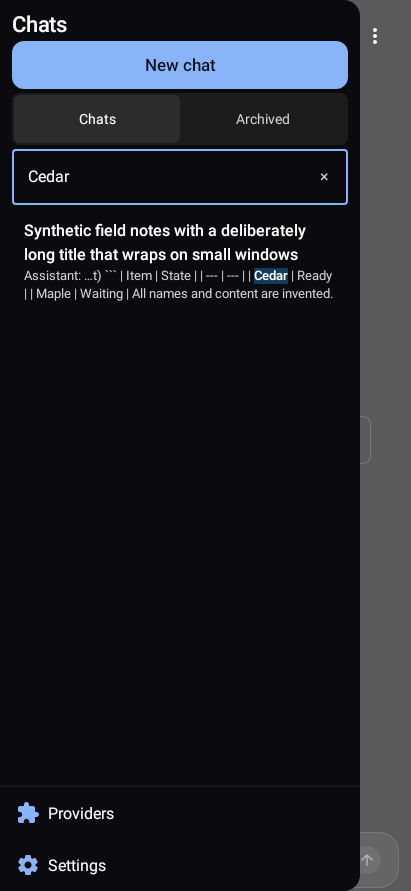 Chats
New chat
Chats Archived
Cedar ×
Synthetic field notes with a deliberately
long title that wraps on small windows
Assistant: …t) ``` | Item | State | | --- | --- | | Cedar | Ready
| | Maple | Waiting | All names and content are invented.
Providers
Settings